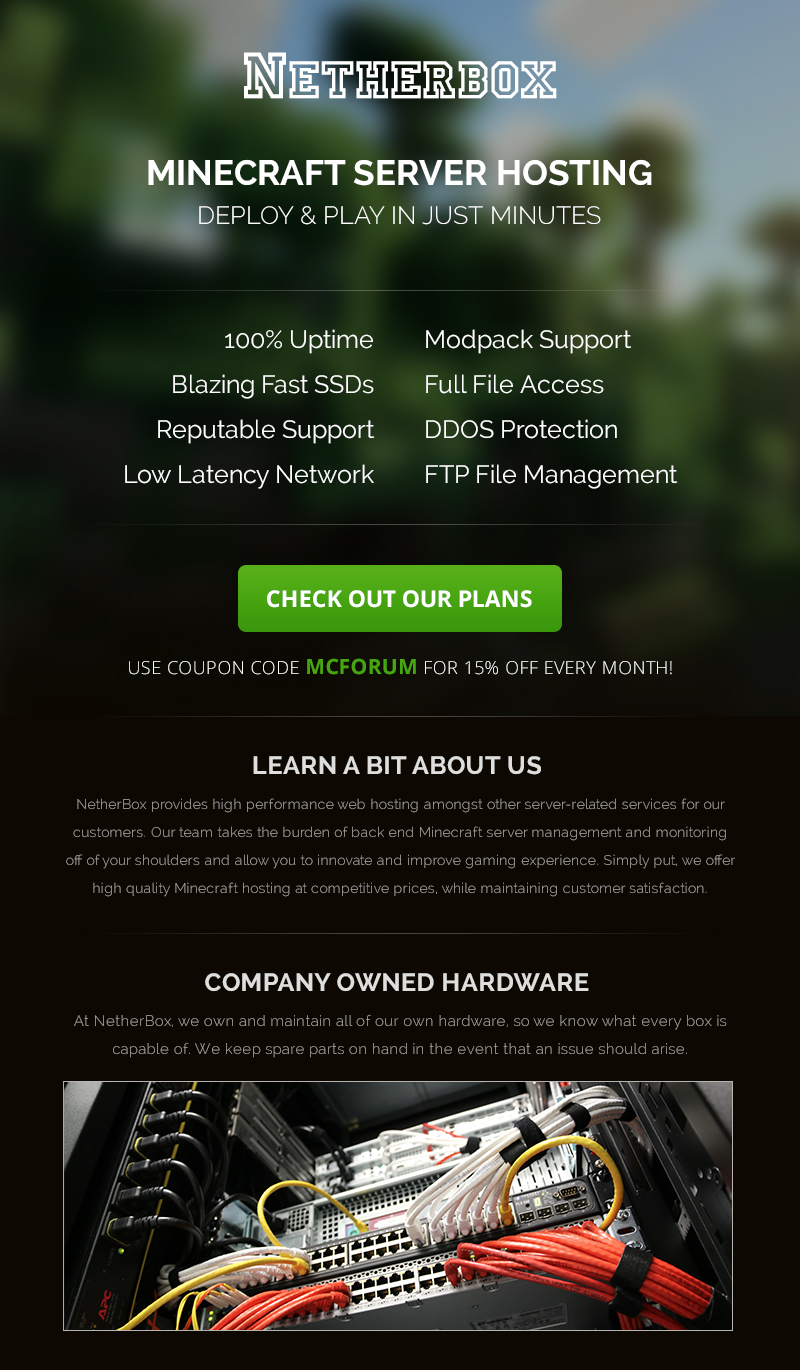 NETHERBOX
MINECRAFT SERVER HOSTING
DEPLOY & PLAY IN JUST MINUTES
100% Uptime
Blazing Fast SSDs
Reputable Support
Low Latency Network
Modpack Support
Full File Access
DDOS Protection
FTP File Management
CHECK OUT OUR PLANS
USE COUPON CODE MCFORUM FOR 15% OFF EVERY MONTH!
LEARN A BIT ABOUT US
NetherBox provides high performance web hosting amongst other server-related services for our
customers. Our team takes the burden of back end Minecraft server management and monitoring
off of your shoulders and allow you to innovate and improve gaming experience. Simply put, we offer
high quality Minecraft hosting at competitive prices, while maintaining customer satisfaction.
COMPANY OWNED HARDWARE
At NetherBox, we own and maintain all of our own hardware, so we know what every box is
capable of. We keep spare parts on hand in the event that an issue should arise.
APC